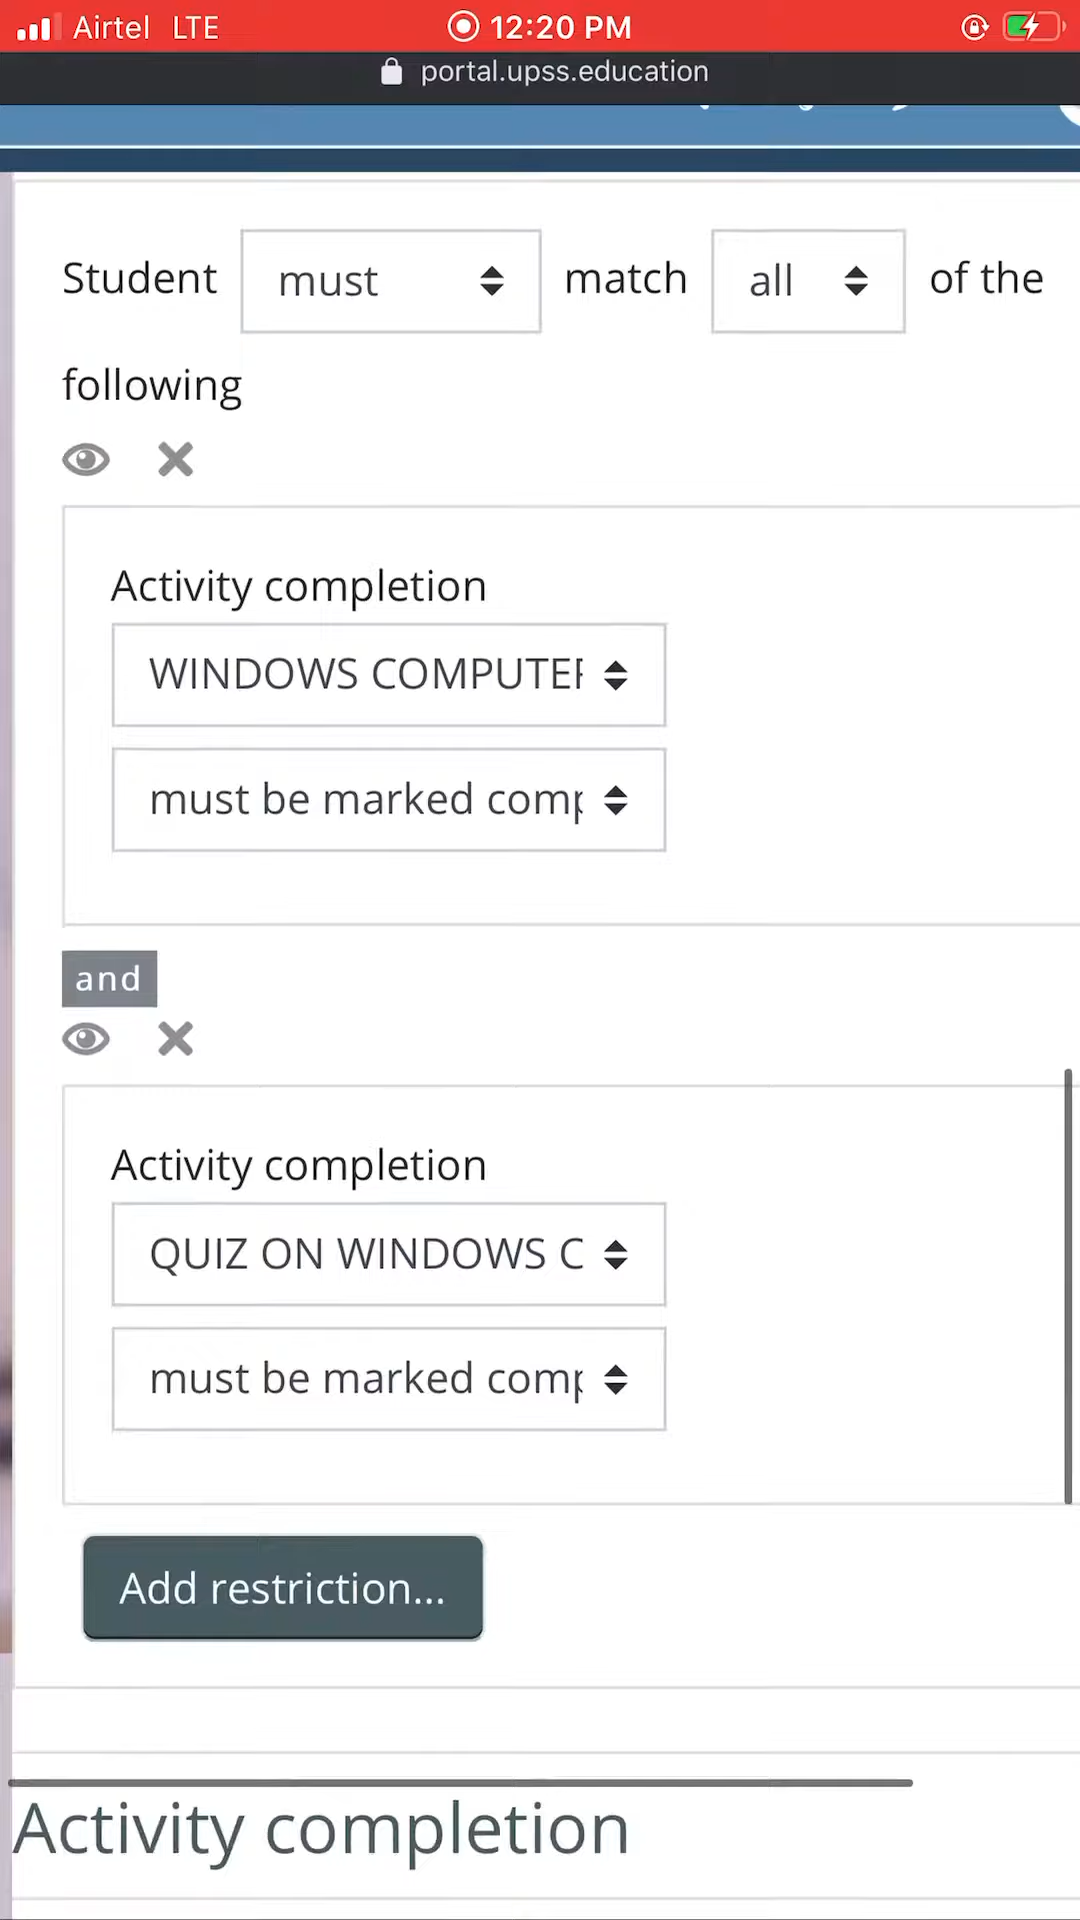 Airtel LTE 12:20 PM
portal.upss.education
Student must match all of the
following
Activity completion
WINDOWS COMPUTER
must be marked comp
and
Activity completion
QUIZ ON WINDOWS C
must be marked comp
Add restriction...
Activity completion